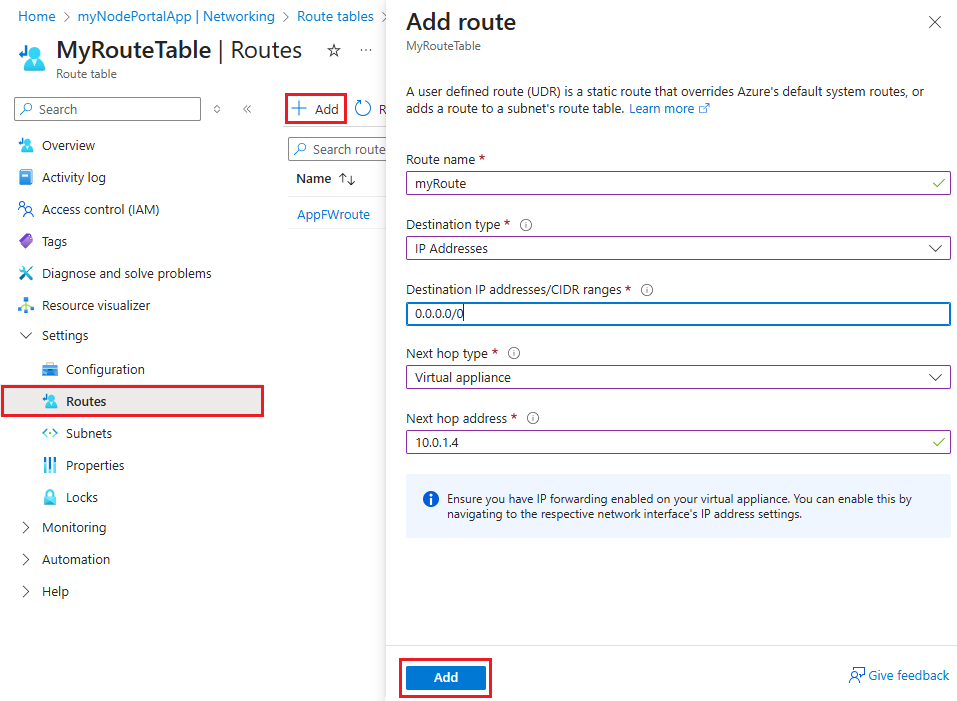 Home > myNodePortalApp | Networking > Route tables >
MyRouteTable | Routes
Route table
Search
Overview
Activity log
Access control (IAM)
Tags
Diagnose and solve problems
Resource visualizer
Settings
Configuration
Routes
Subnets
Properties
Locks
Monitoring
Automation
Help
Add R
Search route
Name
AppFWroute
Add route
MyRouteTable
A user defined route (UDR) is a static route that overrides Azure's default system routes, or
adds a route to a subnet's route table. Learn more
Route name *
myRoute
Destination type *
IP Addresses
Destination IP addresses/CIDR ranges *
0.0.0.0/0
Next hop type *
Virtual appliance
Next hop address *
10.0.1.4
Ensure you have IP forwarding enabled on your virtual appliance. You can enable this by
navigating to the respective network interface's IP address settings.
Add
Give feedback